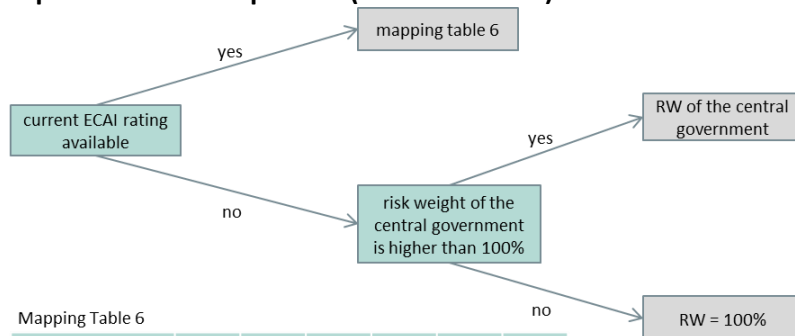 mapping table 6
yes
current ECAI rating
available
RW of the central
government
yes
no
risk weight of the
central government
is higher than 100%
no
RW = 100%
Mapping Table 6